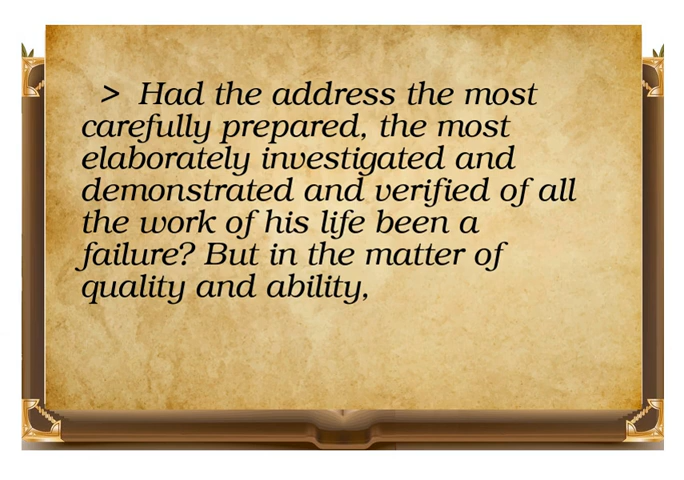 > Had the address the most
carefully prepared, the most
elaborately investigated and
demonstrated and verified of all
the work of his life been a
failure? But in the matter of
quality and ability,